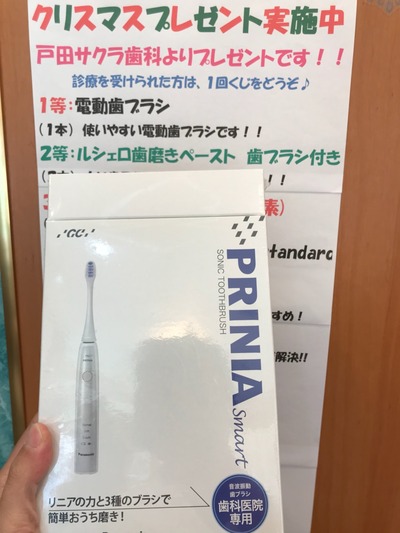 クリスマスプレゼント実施中
戸田サクラ歯科よりプレゼントです！！
診療を受けられた方は、1回くじをどうぞ♪
1等：電動歯ブラシ
（1本）使いやすい電動歯ブラシです！！
2等：ルシェロ歯磨きペースト 歯ブラシ付き
！！
素）
tandard
め！
解決!!
GC
PRINIA smart
SONIC TOOTHBRUSH
Panasonic
リニアの力と3種のブラシで
簡単おうち磨き！
音波振動
歯ブラシ
歯科医院
専用